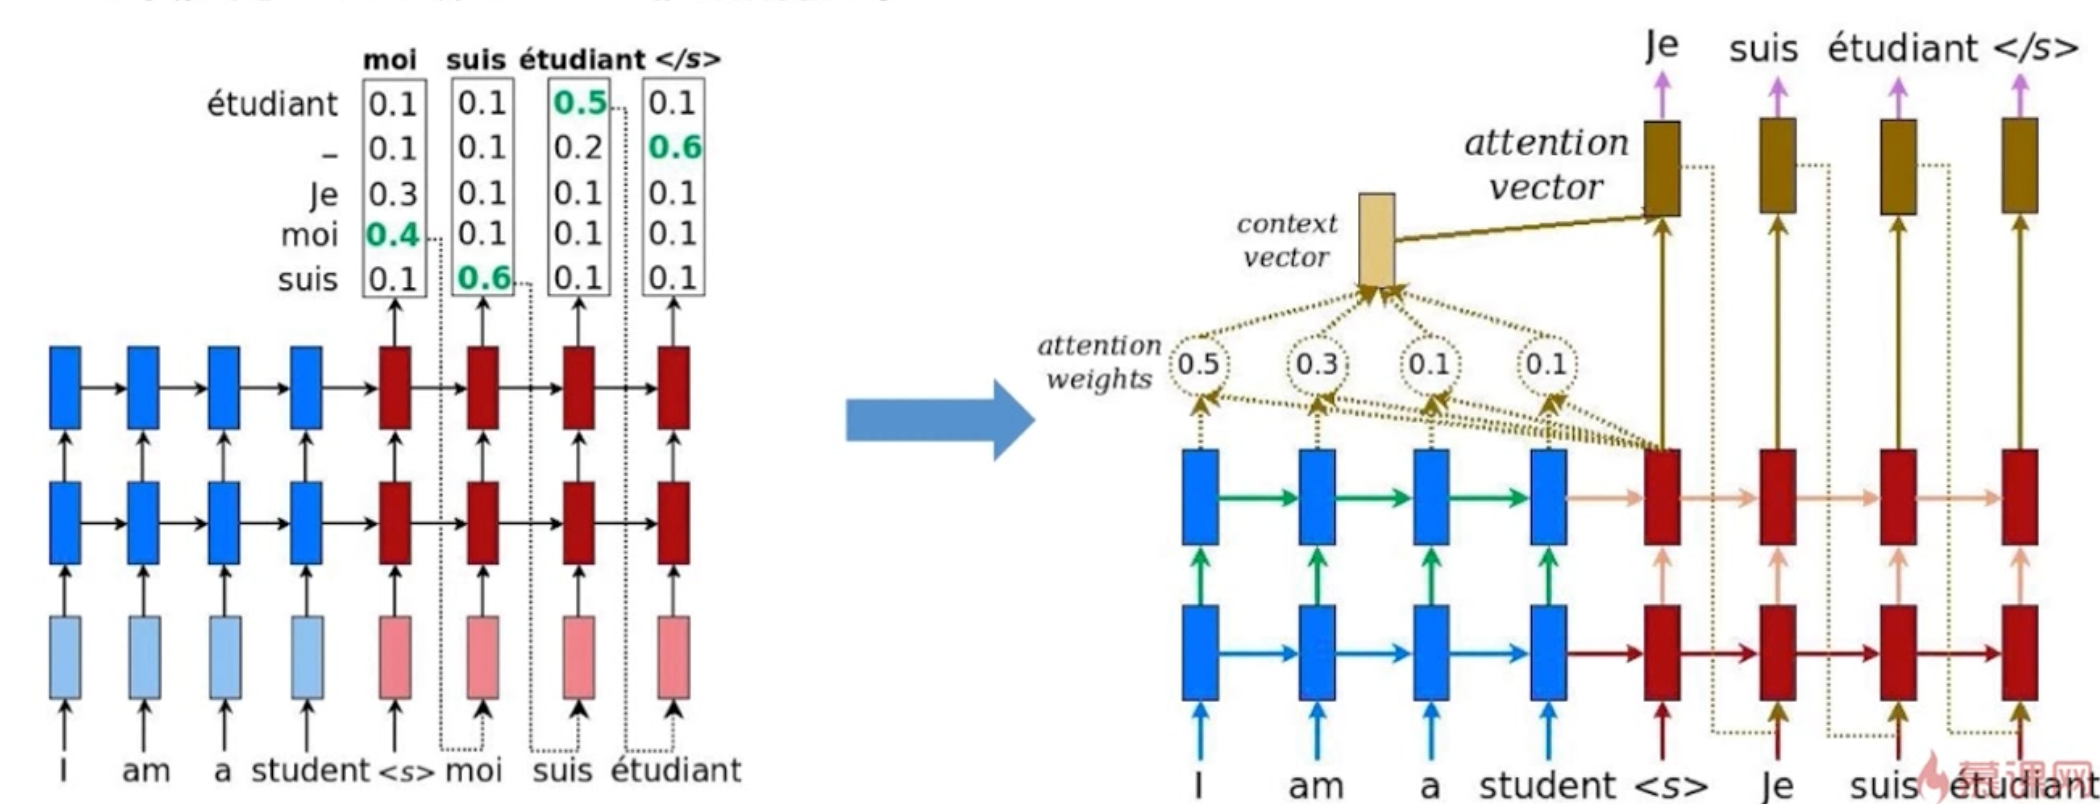 moi suis étudiant </s>
étudiant 0.1 0.1 0.5 0.1
– 0.1 0.1 0.2 0.6
Je 0.3 0.1 0.1 0.1
moi 0.4 0.1 0.1 0.1
suis 0.1 0.6 0.1 0.1
I am a student <s> moi suis étudiant
Je suis étudiant </s>
attention
vector
context
vector
attention
weights
0.5 0.3 0.1 0.1
I am a student <s> Je suis étudiant
慕课网